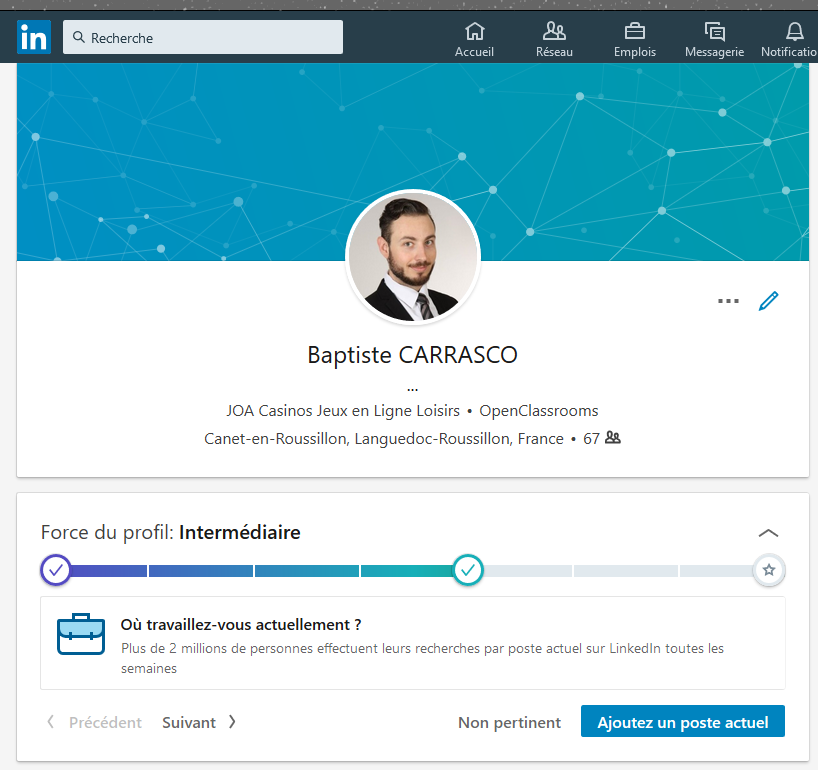 in
Recherche
Accueil
Réseau
Emplois
Messagerie
Notificatio
Baptiste CARRASCO
...
JOA Casinos Jeux en Ligne Loisirs • OpenClassrooms
Canet-en-Roussillon, Languedoc-Roussillon, France • 67
Force du profil: Intermédiaire
Où travaillez-vous actuellement ?
Plus de 2 millions de personnes effectuent leurs recherches par poste actuel sur LinkedIn toutes les
semaines
Précédent
Suivant
Non pertinent
Ajoutez un poste actuel